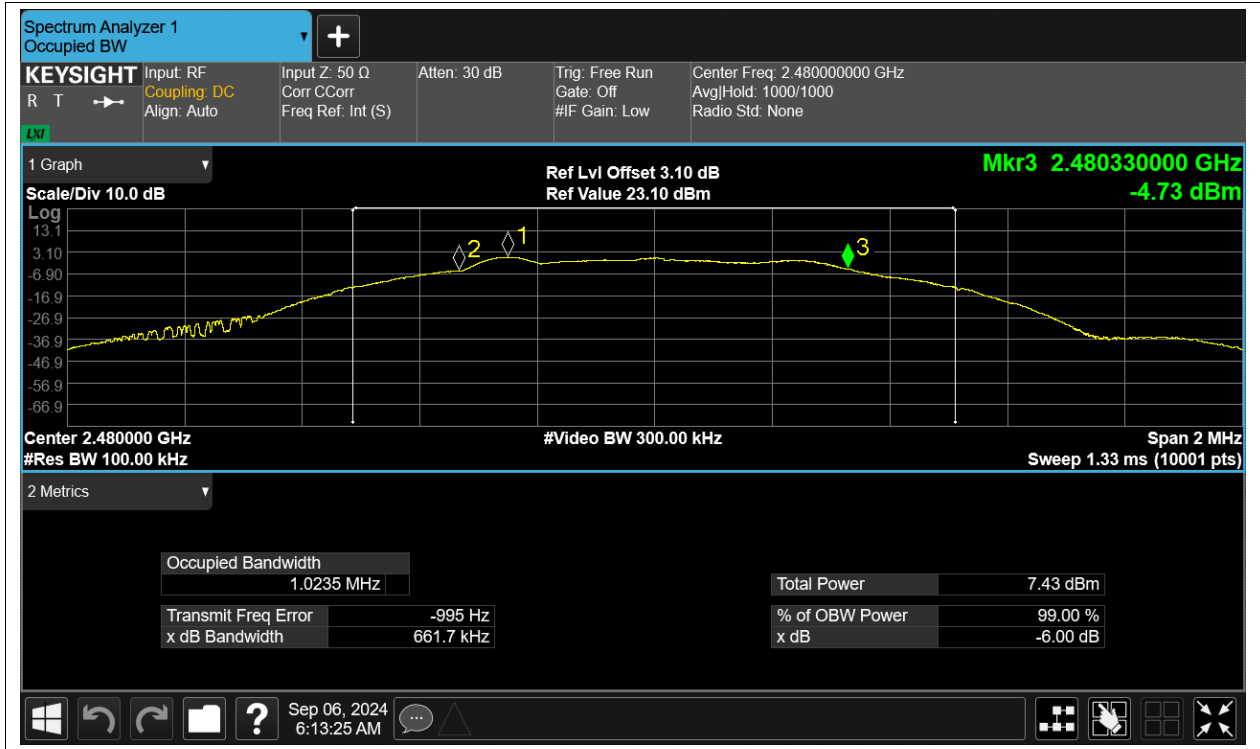 Spectrum Analyzer 1
Occupied BW
KEYSIGHT
R T
LXI
Input: RF
Coupling: DC
Align: Auto
Input Z: 50 Ω
Corr CCorr
Freq Ref: Int (S)
Atten: 30 dB
Trig: Free Run
Gate: Off
#IF Gain: Low
Center Freq: 2.480000000 GHz
Avg|Hold: 1000/1000
Radio Std: None
1 Graph
Scale/Div 10.0 dB
Ref Lvl Offset 3.10 dB
Ref Value 23.10 dBm
Mkr3 2.480330000 GHz
-4.73 dBm
Log
13.1
3.10
-6.90
-16.9
-26.9
-36.9
-46.9
-56.9
-66.9
2
1
3
Center 2.480000 GHz
#Res BW 100.00 kHz
#Video BW 300.00 kHz
Span 2 MHz
Sweep 1.33 ms (10001 pts)
2 Metrics
Occupied Bandwidth
1.0235 MHz
Transmit Freq Error -995 Hz
x dB Bandwidth 661.7 kHz
Total Power 7.43 dBm
% of OBW Power 99.00 %
x dB -6.00 dB
?
Sep 06, 2024
6:13:25 AM